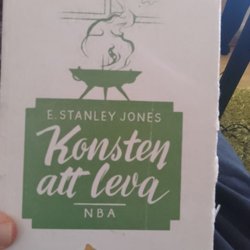 E. STANLEY JONES
Konsten
att leva
NBA